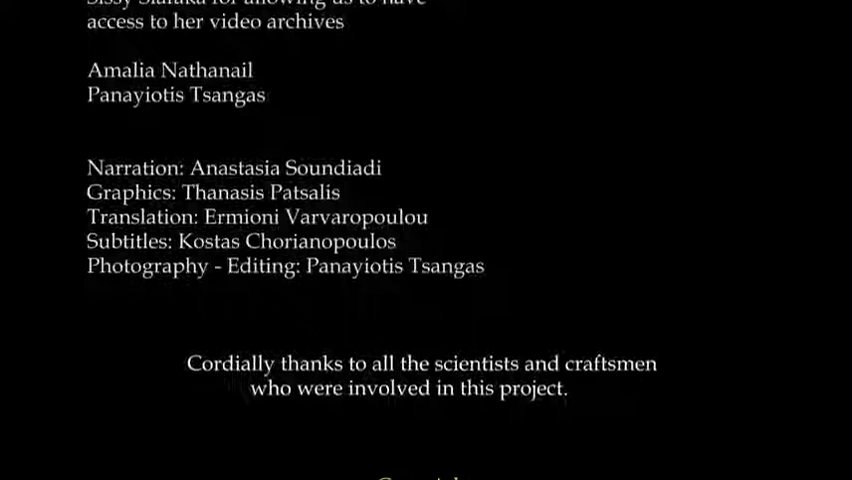 for allowing us to have
access to her video archives
Amalia Nathanail
Panayiotis Tsangas
Narration: Anastasia Soundiadi
Graphics: Thanasis Patsalis
Translation: Ermioni Varvaropoulou
Subtitles: Kostas Chorianopoulos
Photography - Editing: Panayiotis Tsangas
Cordially thanks to all the scientists and craftsmen
who were involved in this project.